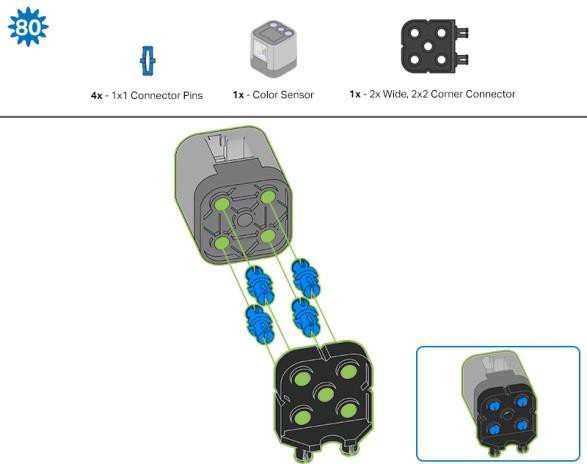 80
4x - 1x1 Connector Pins
1x - Color Sensor
1x - 2x Wide, 2x2 Corner Connector